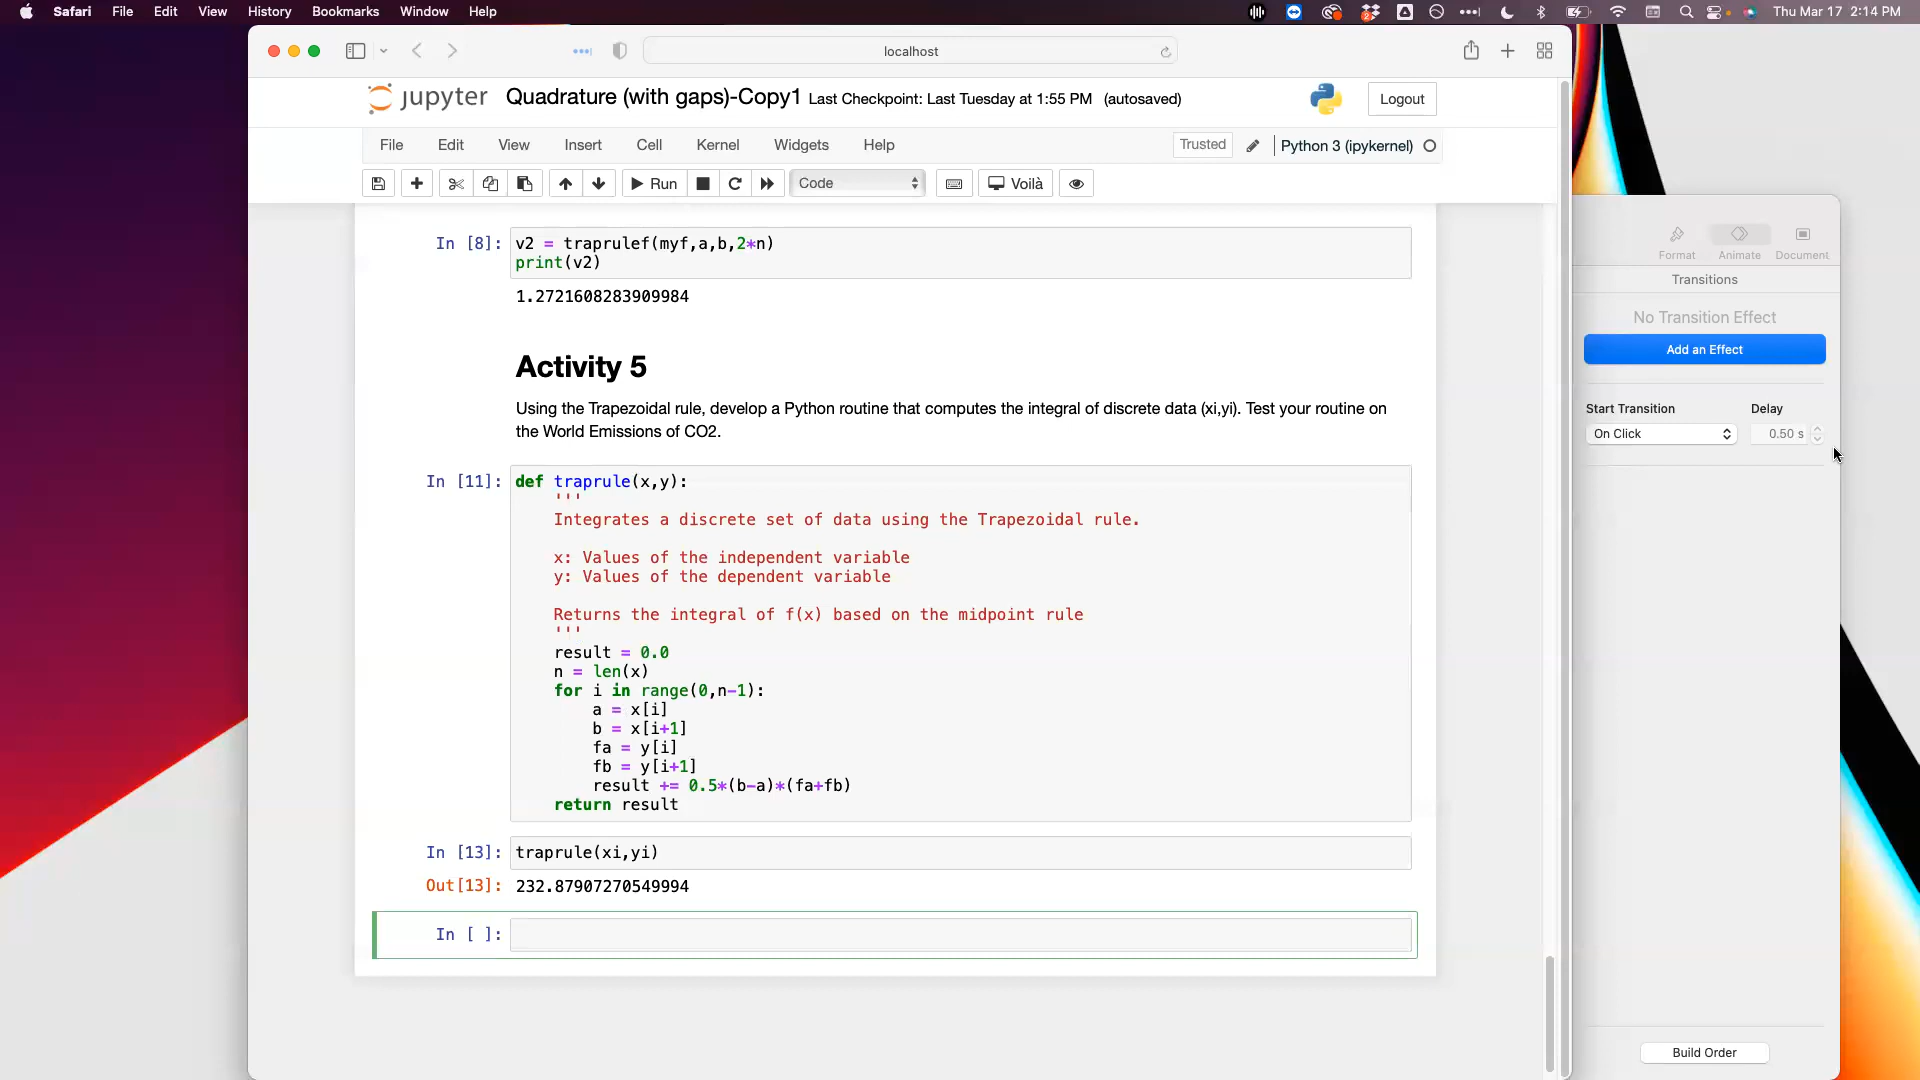 Safari File Edit View History Bookmarks Window Help Thu Mar 17 2:14 PM
localhost
jupyter Quadrature (with gaps)-Copy1 Last Checkpoint: Last Tuesday at 1:55 PM (autosaved) Logout
File Edit View Insert Cell Kernel Widgets Help Trusted Python 3 (ipykernel)
Run Code Voilà
In [8]: v2 = traprulef(myf,a,b,2*n)
print(v2)
1.2721608283909984
Activity 5
Using the Trapezoidal rule, develop a Python routine that computes the integral of discrete data (xi,yi). Test your routine on
the World Emissions of CO2.
In [11]: def traprule(x,y):
'''
Integrates a discrete set of data using the Trapezoidal rule.
x: Values of the independent variable
y: Values of the dependent variable
Returns the integral of f(x) based on the midpoint rule
'''
result = 0.0
n = len(x)
for i in range(0,n-1):
a = x[i]
b = x[i+1]
fa = y[i]
fb = y[i+1]
result += 0.5*(b-a)*(fa+fb)
return result
In [13]: traprule(xi,yi)
Out[13]: 232.87907270549994
In [ ]:
Format Animate Document
Transitions
No Transition Effect
Add an Effect
Start Transition Delay
On Click 0.50 s
Build Order